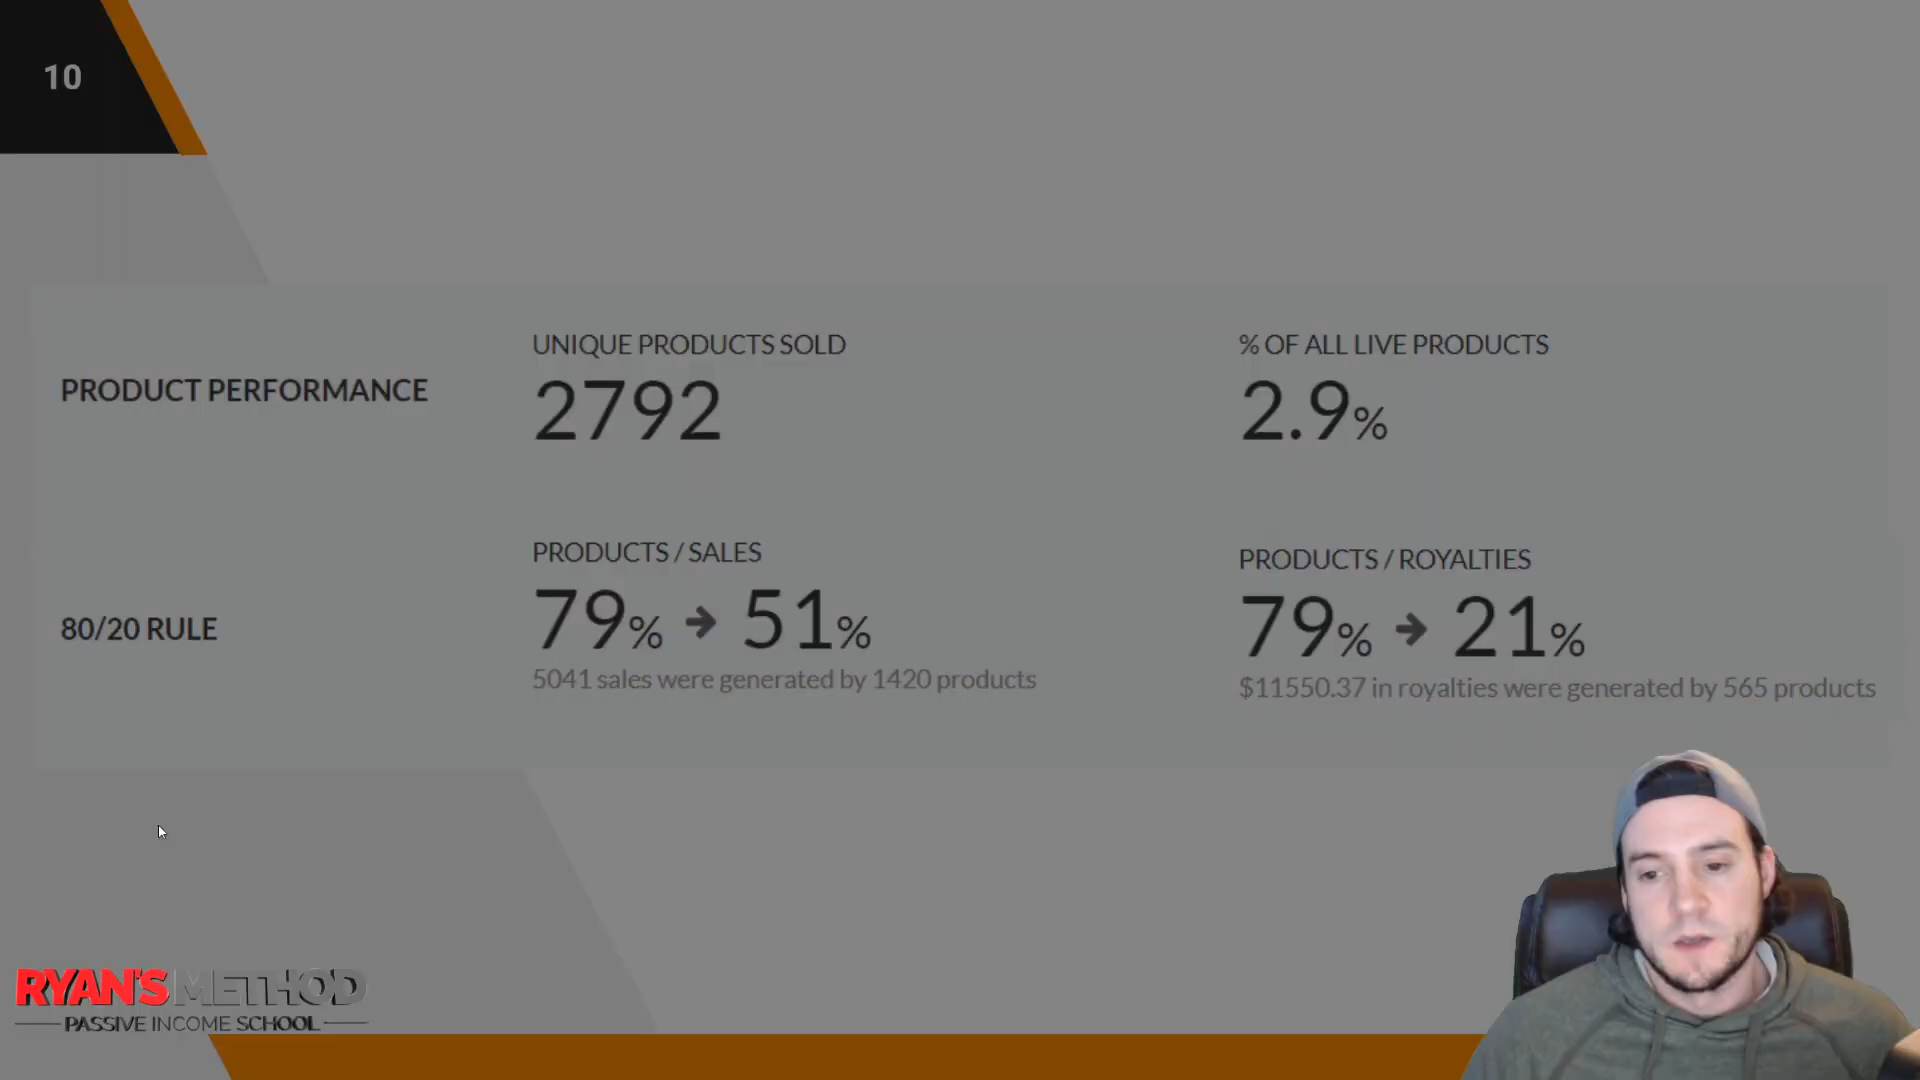 10
PRODUCT PERFORMANCE
UNIQUE PRODUCTS SOLD
2792
% OF ALL LIVE PRODUCTS
2.9%
80/20 RULE
PRODUCTS / SALES
79% → 51%
5041 sales were generated by 1420 products
PRODUCTS / ROYALTIES
79% → 21%
$11550.37 in royalties were generated by 565 products
RYAN'S METHOD
PASSIVE INCOME SCHOOL